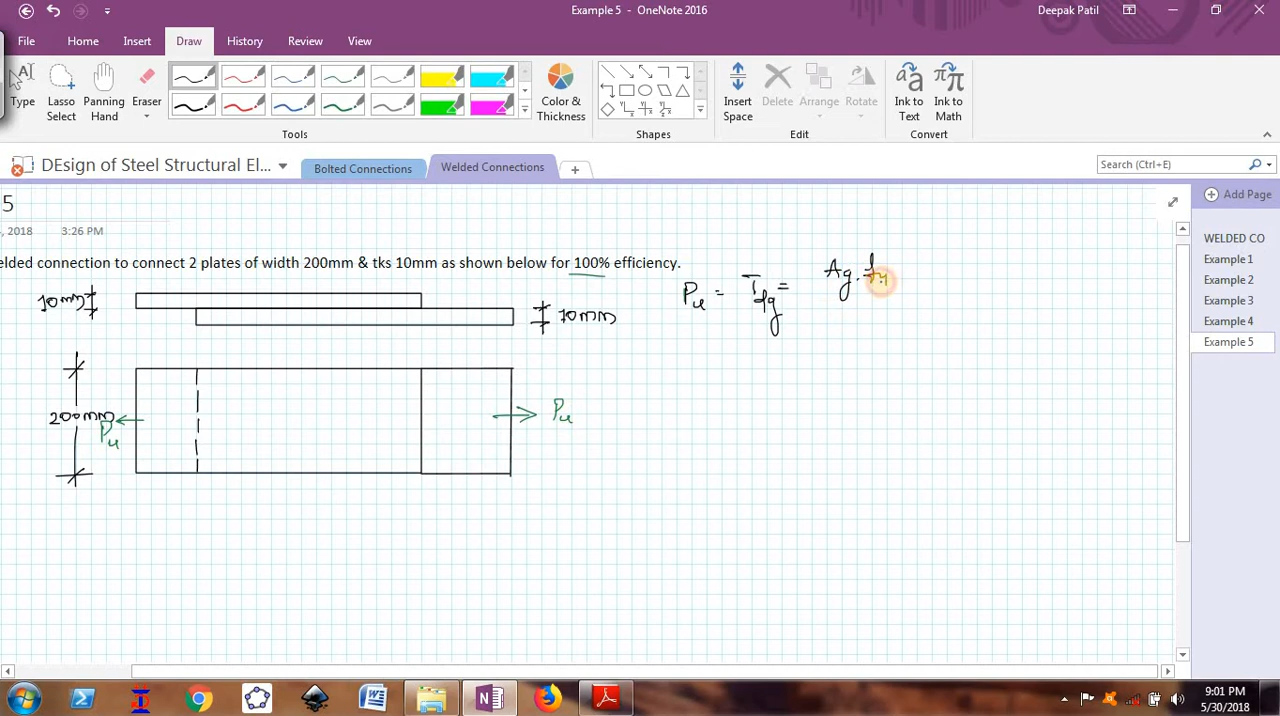 Example 5 - OneNote 2016
Deepak Patil
File Home Insert Draw History Review View
Type
Lasso Select
Panning Hand
Eraser
Color & Thickness
Insert Space
Delete
Arrange
Rotate
Ink to Text
Ink to Math
Tools
Shapes
Edit
Convert
DEsign of Steel Structural El...
Bolted Connections
Welded Connections
Search (Ctrl+E)
5
, 2018 3:26 PM
elded connection to connect 2 plates of width 200mm & tks 10mm as shown below for 100% efficiency.
10mm
10mm
Pu = Tdg = Ag. fy
200mm
Pu
Pu
Add Page
WELDED CO
Example 1
Example 2
Example 3
Example 4
Example 5
9:01 PM
5/30/2018